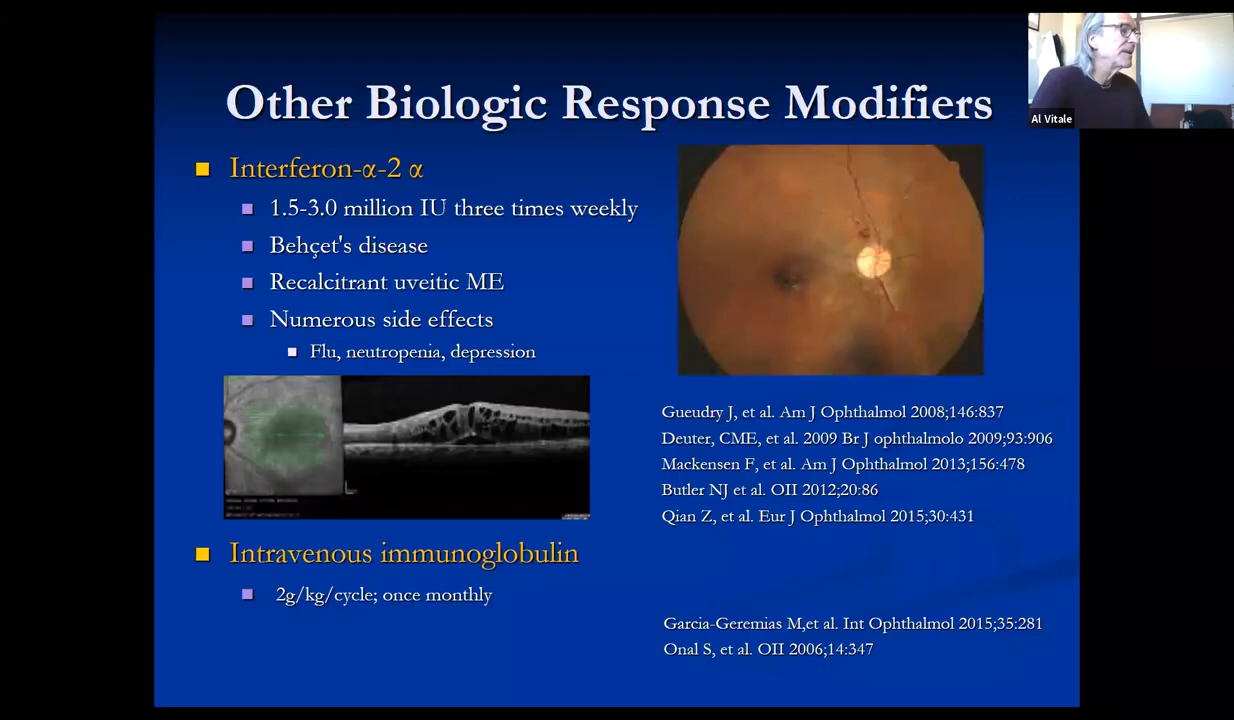 Other Biologic Response Modifiers
Al Vitale
Interferon-α-2 α
1.5-3.0 million IU three times weekly
Behçet's disease
Recalcitrant uveitic ME
Numerous side effects
Flu, neutropenia, depression
Gueudry J, et al. Am J Ophthalmol 2008;146:837
Deuter, CME, et al. 2009 Br J ophthalmolo 2009;93:906
Mackensen F, et al. Am J Ophthalmol 2013;156:478
Butler NJ et al. OII 2012;20:86
Qian Z, et al. Eur J Ophthalmol 2015;30:431
Intravenous immunoglobulin
2g/kg/cycle; once monthly
Garcia-Geremias M,et al. Int Ophthalmol 2015;35:281
Onal S, et al. OII 2006;14:347